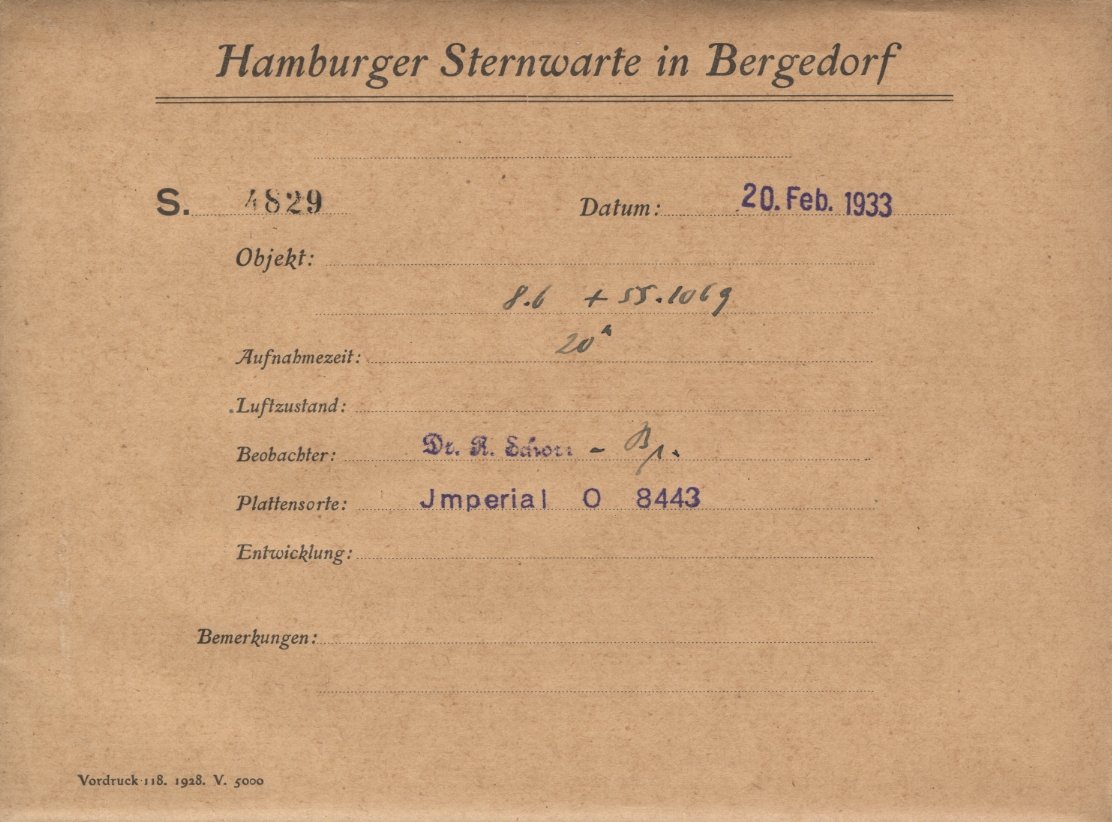 Hamburger Sternwarte in Bergedorf
S. 4829 Datum: 20. Feb. 1933
Objekt:
8.6 + 55.1069
20
Aufnahmezeit:
Luftzustand:
Beobachter: Dr. R. Schorr -
Plattensorte: Jmperial O 8443
Entwicklung:
Bemerkungen:
Vordruck 118. 1928. V. 5000